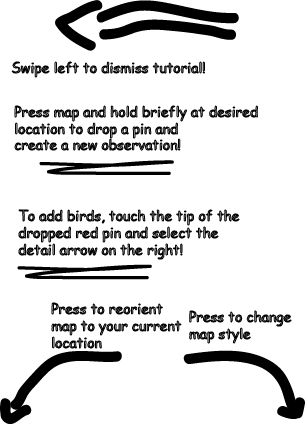 Swipe left to dismiss tutorial!
Press map and hold briefly at desired
location to drop a pin and
create a new observation!
To add birds, touch the tip of the
dropped red pin and select the
detail arrow on the right!
Press to reorient
map to your current
location
Press to change
map style